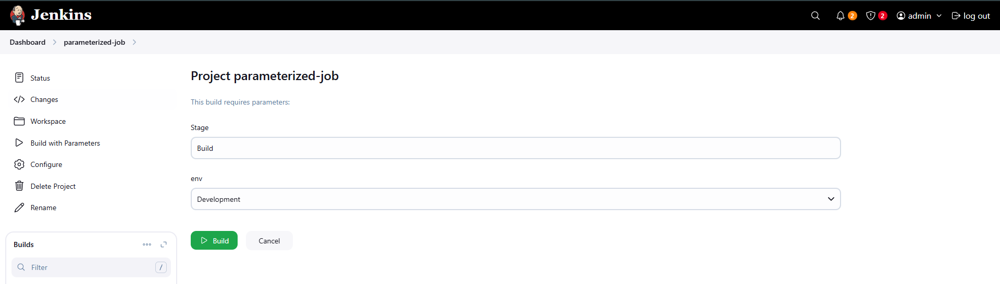 Jenkins
2
2
admin
log out
Dashboard
parameterized-job
Status
Changes
Workspace
Build with Parameters
Configure
Delete Project
Rename
Builds
Filter
/
Project parameterized-job
This build requires parameters:
Stage
Build
env
Development
Build
Cancel